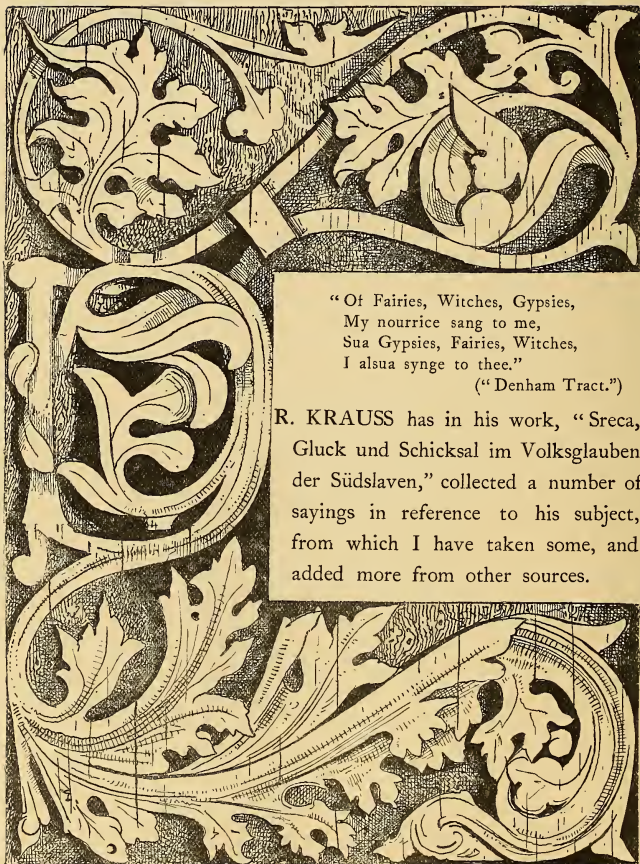 “Of Fairies, Witches, Gypsies,
My nourrice sang to me,
Sua Gypsies, Fairies, Witches,
I alsua synge to thee.”
(“Denham Tract.”)
DR. KRAUSS has in his work, “Sreca,
Gluck und Schicksal im Volksglauben
der Südslaven,” collected a number of
sayings in reference to his subject,
from which I have taken some, and
added more from other sources.